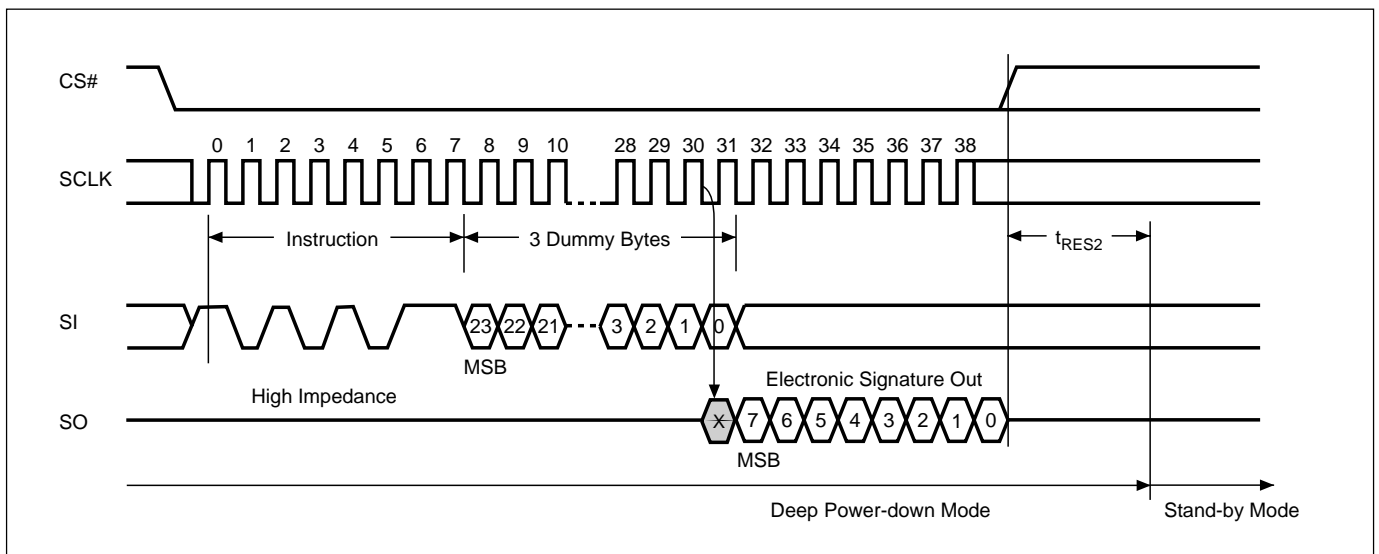 CS#
0 1 2 3 4 5 6 7 8 9 10 28 29 30 31 32 33 34 35 36 37 38
SCLK
Instruction 3 Dummy Bytes tRES2
SI 23 22 21 3 2 1 0
MSB
High Impedance Electronic Signature Out
SO X 7 6 5 4 3 2 1 0
MSB
Deep Power-down Mode Stand-by Mode